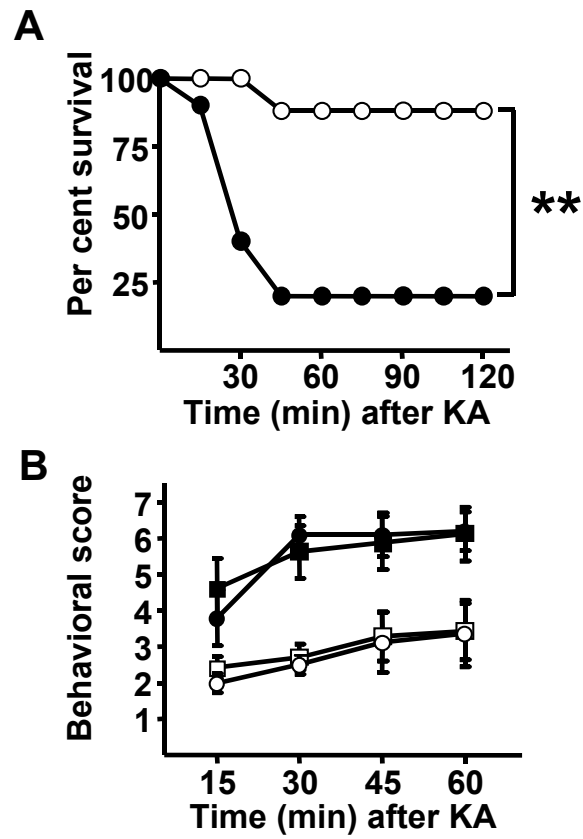 A
Per cent survival
100
75
50
25
**
30 60 90 120
Time (min) after KA
B
Behavioral score
7
6
5
4
3
2
1
15 30 45 60
Time (min) after KA